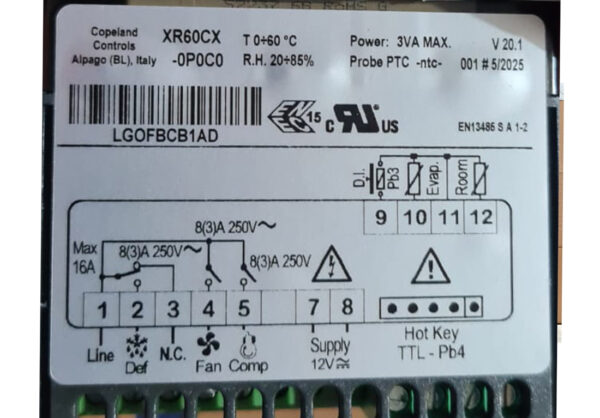 Copeland
Controls
Alpago (BL), Italy
XR60CX
-0P0C0
T 0÷60 °C
R.H. 20÷85%
Power: 3VA MAX.
Probe PTC -ntc-
V 20.1
001 # 5/2025
LGOFBCB1AD
ENEC 15
c RU US
EN13485 S A 1-2
D.I.
Pb3
Evap.
Room
9 10 11 12
8(3)A 250V~
Max
16A
8(3)A 250V~
8(3)A 250V
1 2 3 4 5 7 8
Line
Def
N.C.
Fan
Comp
Supply
12V
Hot Key
TTL - Pb4